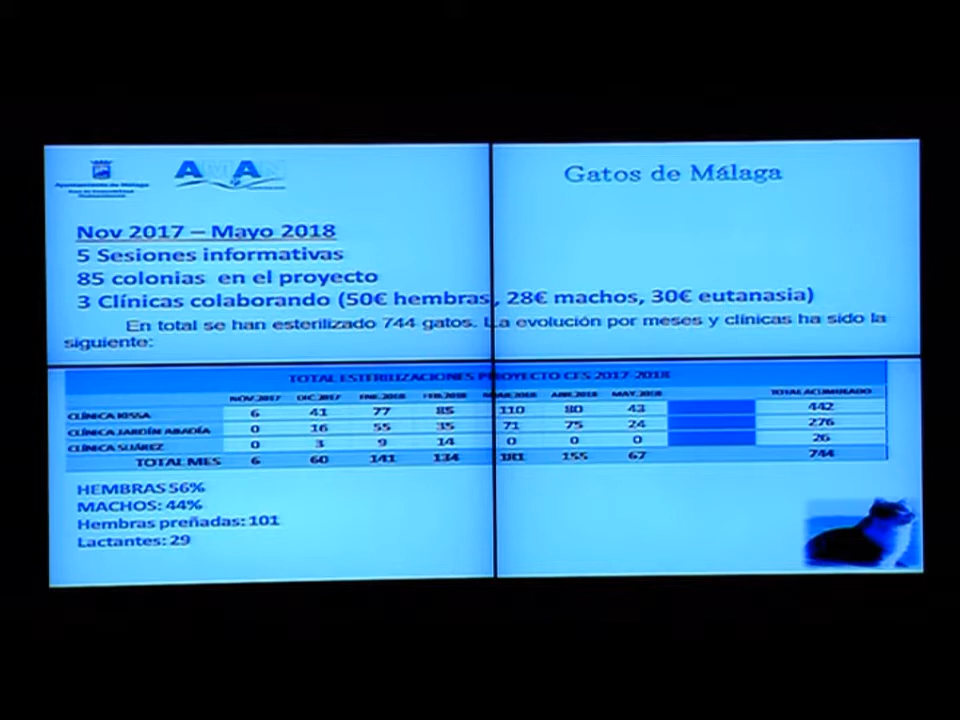 Ayuntamiento de Málaga
AMAN
Gatos de Málaga
Nov 2017 – Mayo 2018
5 Sesiones informativas
85 colonias en el proyecto
3 Clínicas colaborando (50€ hembras, 28€ machos, 30€ eutanasia)
En total se han esterilizado 744 gatos. La evolución por meses y clínicas ha sido la
siguiente:
TOTAL ESTERILIZACIONES PROYECTO CES 2017-2018
NOV.2017 DIC.2017 ENE.2018 FEB.2018 MAR.2018 ABR.2018 MAY.2018 TOTAL ACUMULADO
CLÍNICA 6 41 77 85 110 80 43 442
CLÍNICA JARDÍN ABADÍA 0 16 55 35 71 75 24 276
CLÍNICA SUÁREZ 0 3 9 14 0 0 0 26
TOTAL MES 6 60 141 134 181 155 67 744
HEMBRAS 56%
MACHOS: 44%
Hembras preñadas: 101
Lactantes: 29